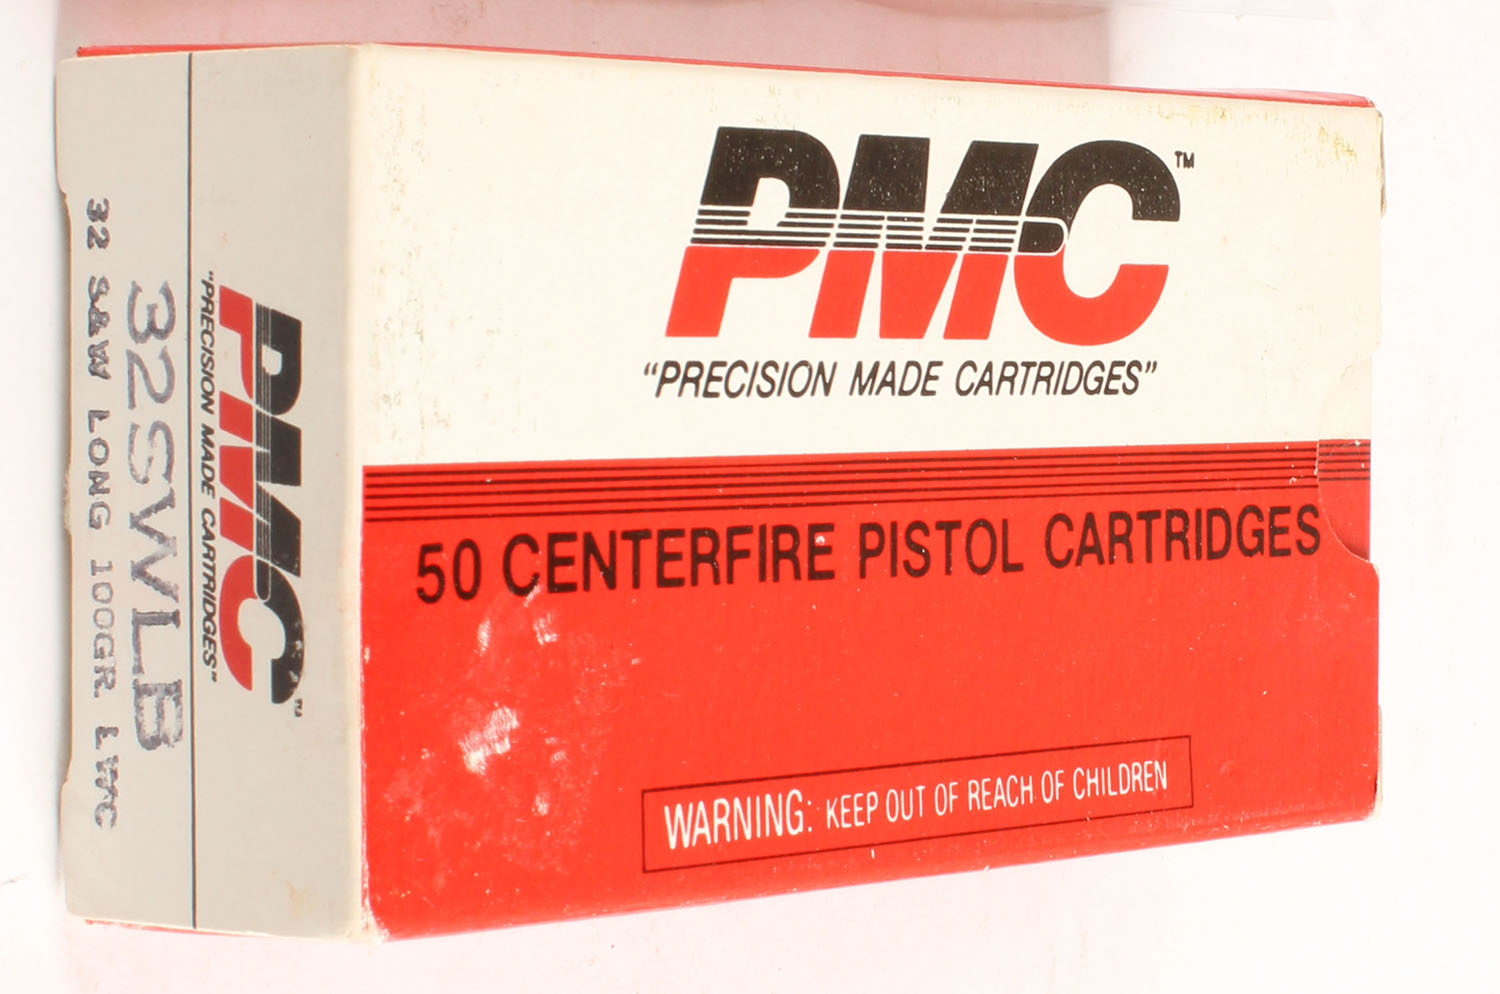 PMC™
"PRECISION MADE CARTRIDGES"
50 CENTERFIRE PISTOL CARTRIDGES
WARNING: KEEP OUT OF REACH OF CHILDREN
PMC™
"PRECISION MADE CARTRIDGES"
32SWLB
32 S&W LONG 100GR. LWC